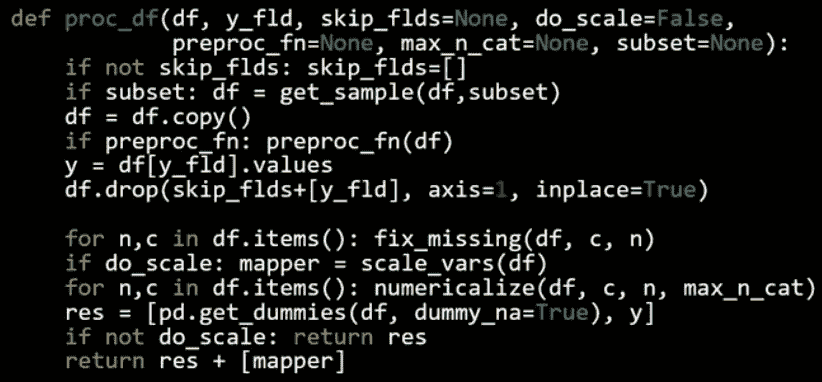 def proc_df(df, y_fld, skip_flds=None, do_scale=False,
            preproc_fn=None, max_n_cat=None, subset=None):
    if not skip_flds: skip_flds=[]
    if subset: df = get_sample(df,subset)
    df = df.copy()
    if preproc_fn: preproc_fn(df)
    y = df[y_fld].values
    df.drop(skip_flds+[y_fld], axis=1, inplace=True)

    for n,c in df.items(): fix_missing(df, c, n)
    if do_scale: mapper = scale_vars(df)
    for n,c in df.items(): numericalize(df, c, n, max_n_cat)
    res = [pd.get_dummies(df, dummy_na=True), y]
    if not do_scale: return res
    return res + [mapper]